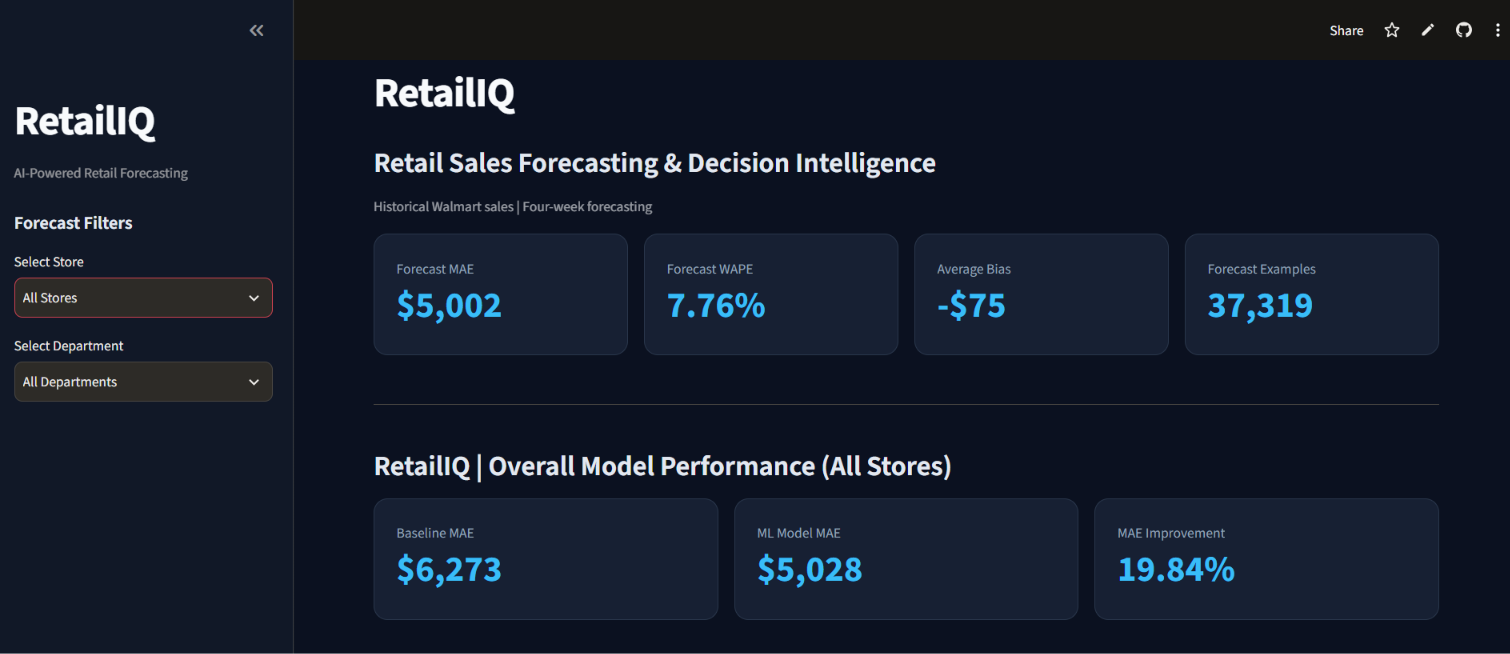 Share
RetailIQ
AI-Powered Retail Forecasting
Forecast Filters
Select Store
All Stores
Select Department
All Departments
RetailIQ
Retail Sales Forecasting & Decision Intelligence
Historical Walmart sales | Four-week forecasting
Forecast MAE
$5,002
Forecast WAPE
7.76%
Average Bias
-$75
Forecast Examples
37,319
RetailIQ | Overall Model Performance (All Stores)
Baseline MAE
$6,273
ML Model MAE
$5,028
MAE Improvement
19.84%